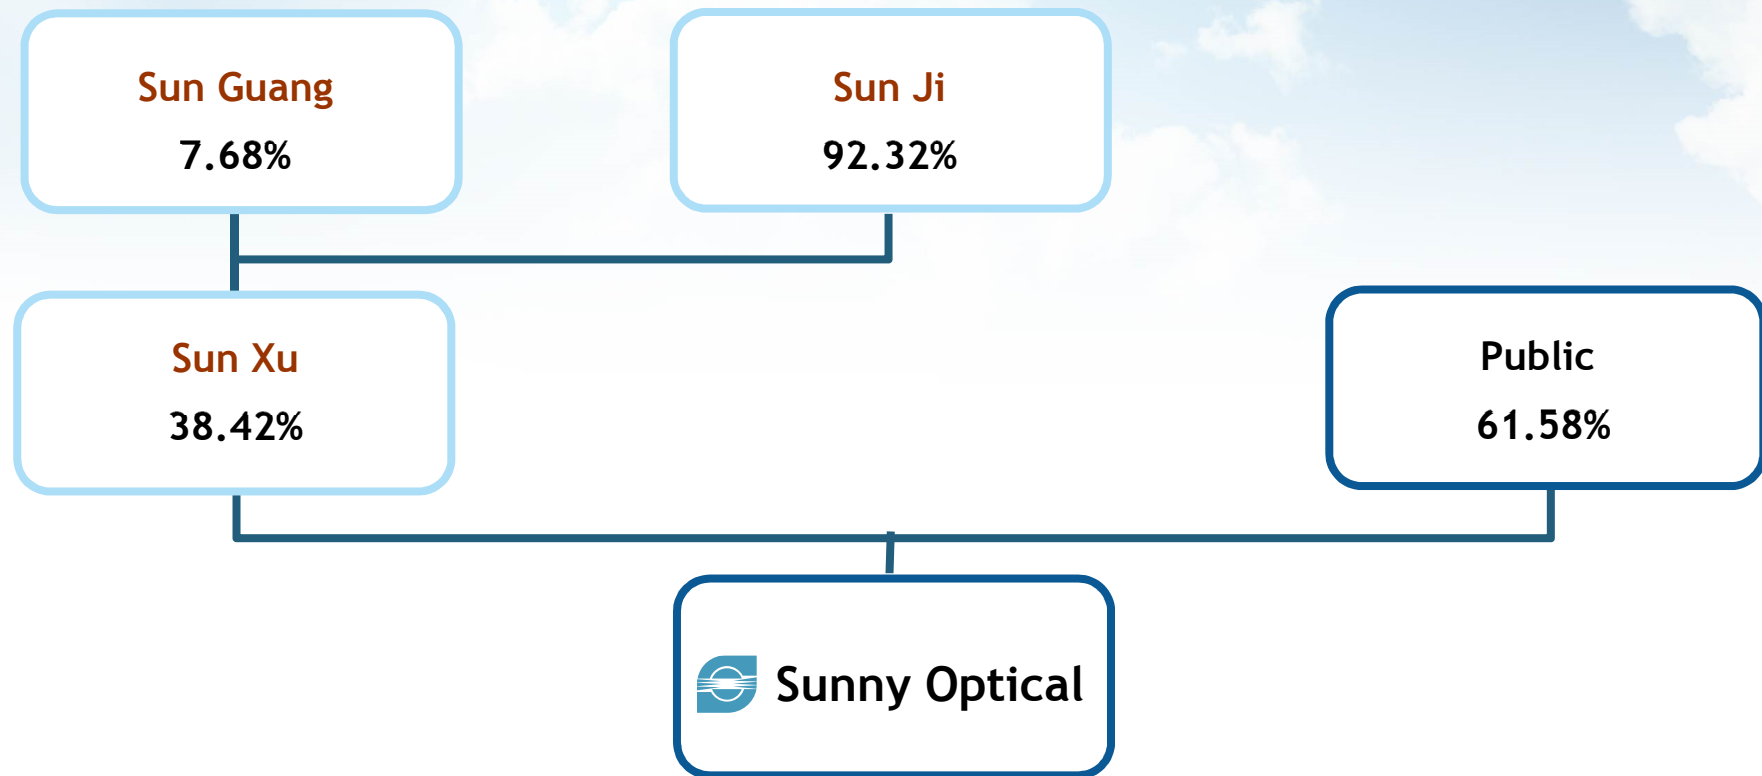 Sun Guang
7.68%
Sun Ji
92.32%
Sun Xu
38.42%
Public
61.58%
Sunny Optical